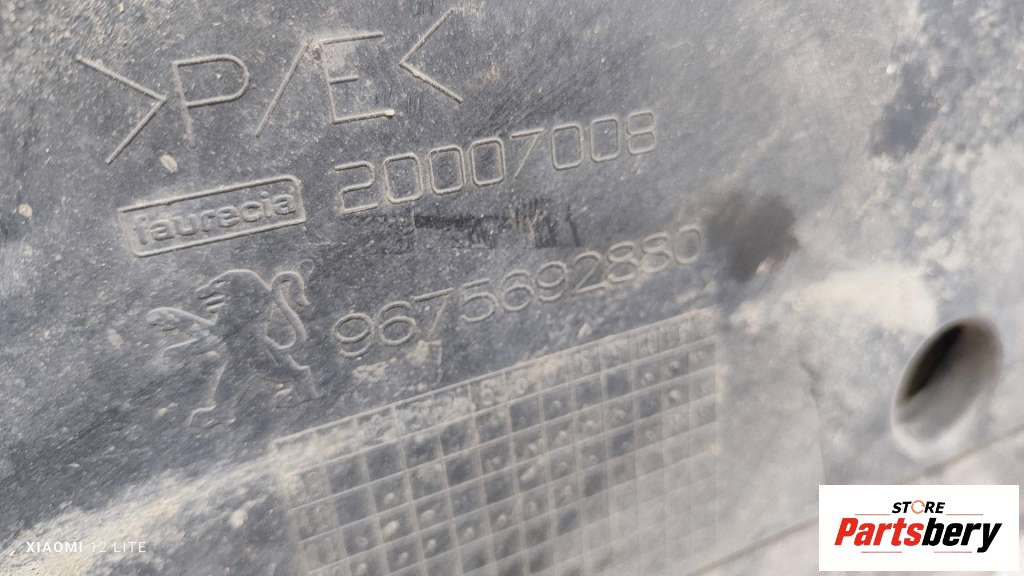 >P/E<
faurecia 20007008
9675692880
XIAOMI 12 LITE
STORE
Partsbery